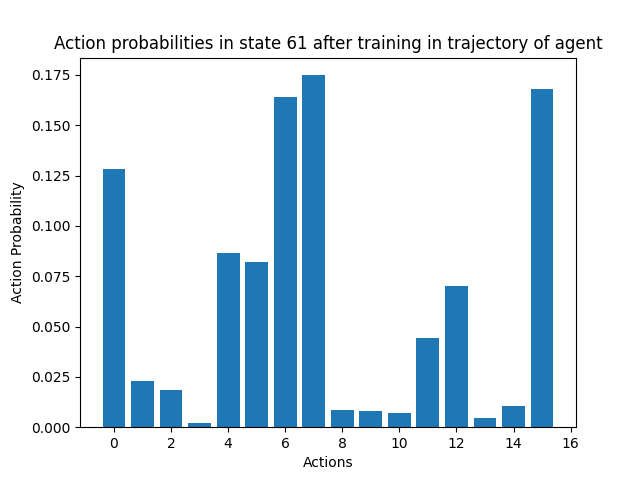 Action probabilities in state 61 after training in trajectory of agent
0.175
0.150
0.125
0.100
0.075
0.050
0.025
0.000
Action Probability
0 2 4 6 8 10 12 14 16
Actions